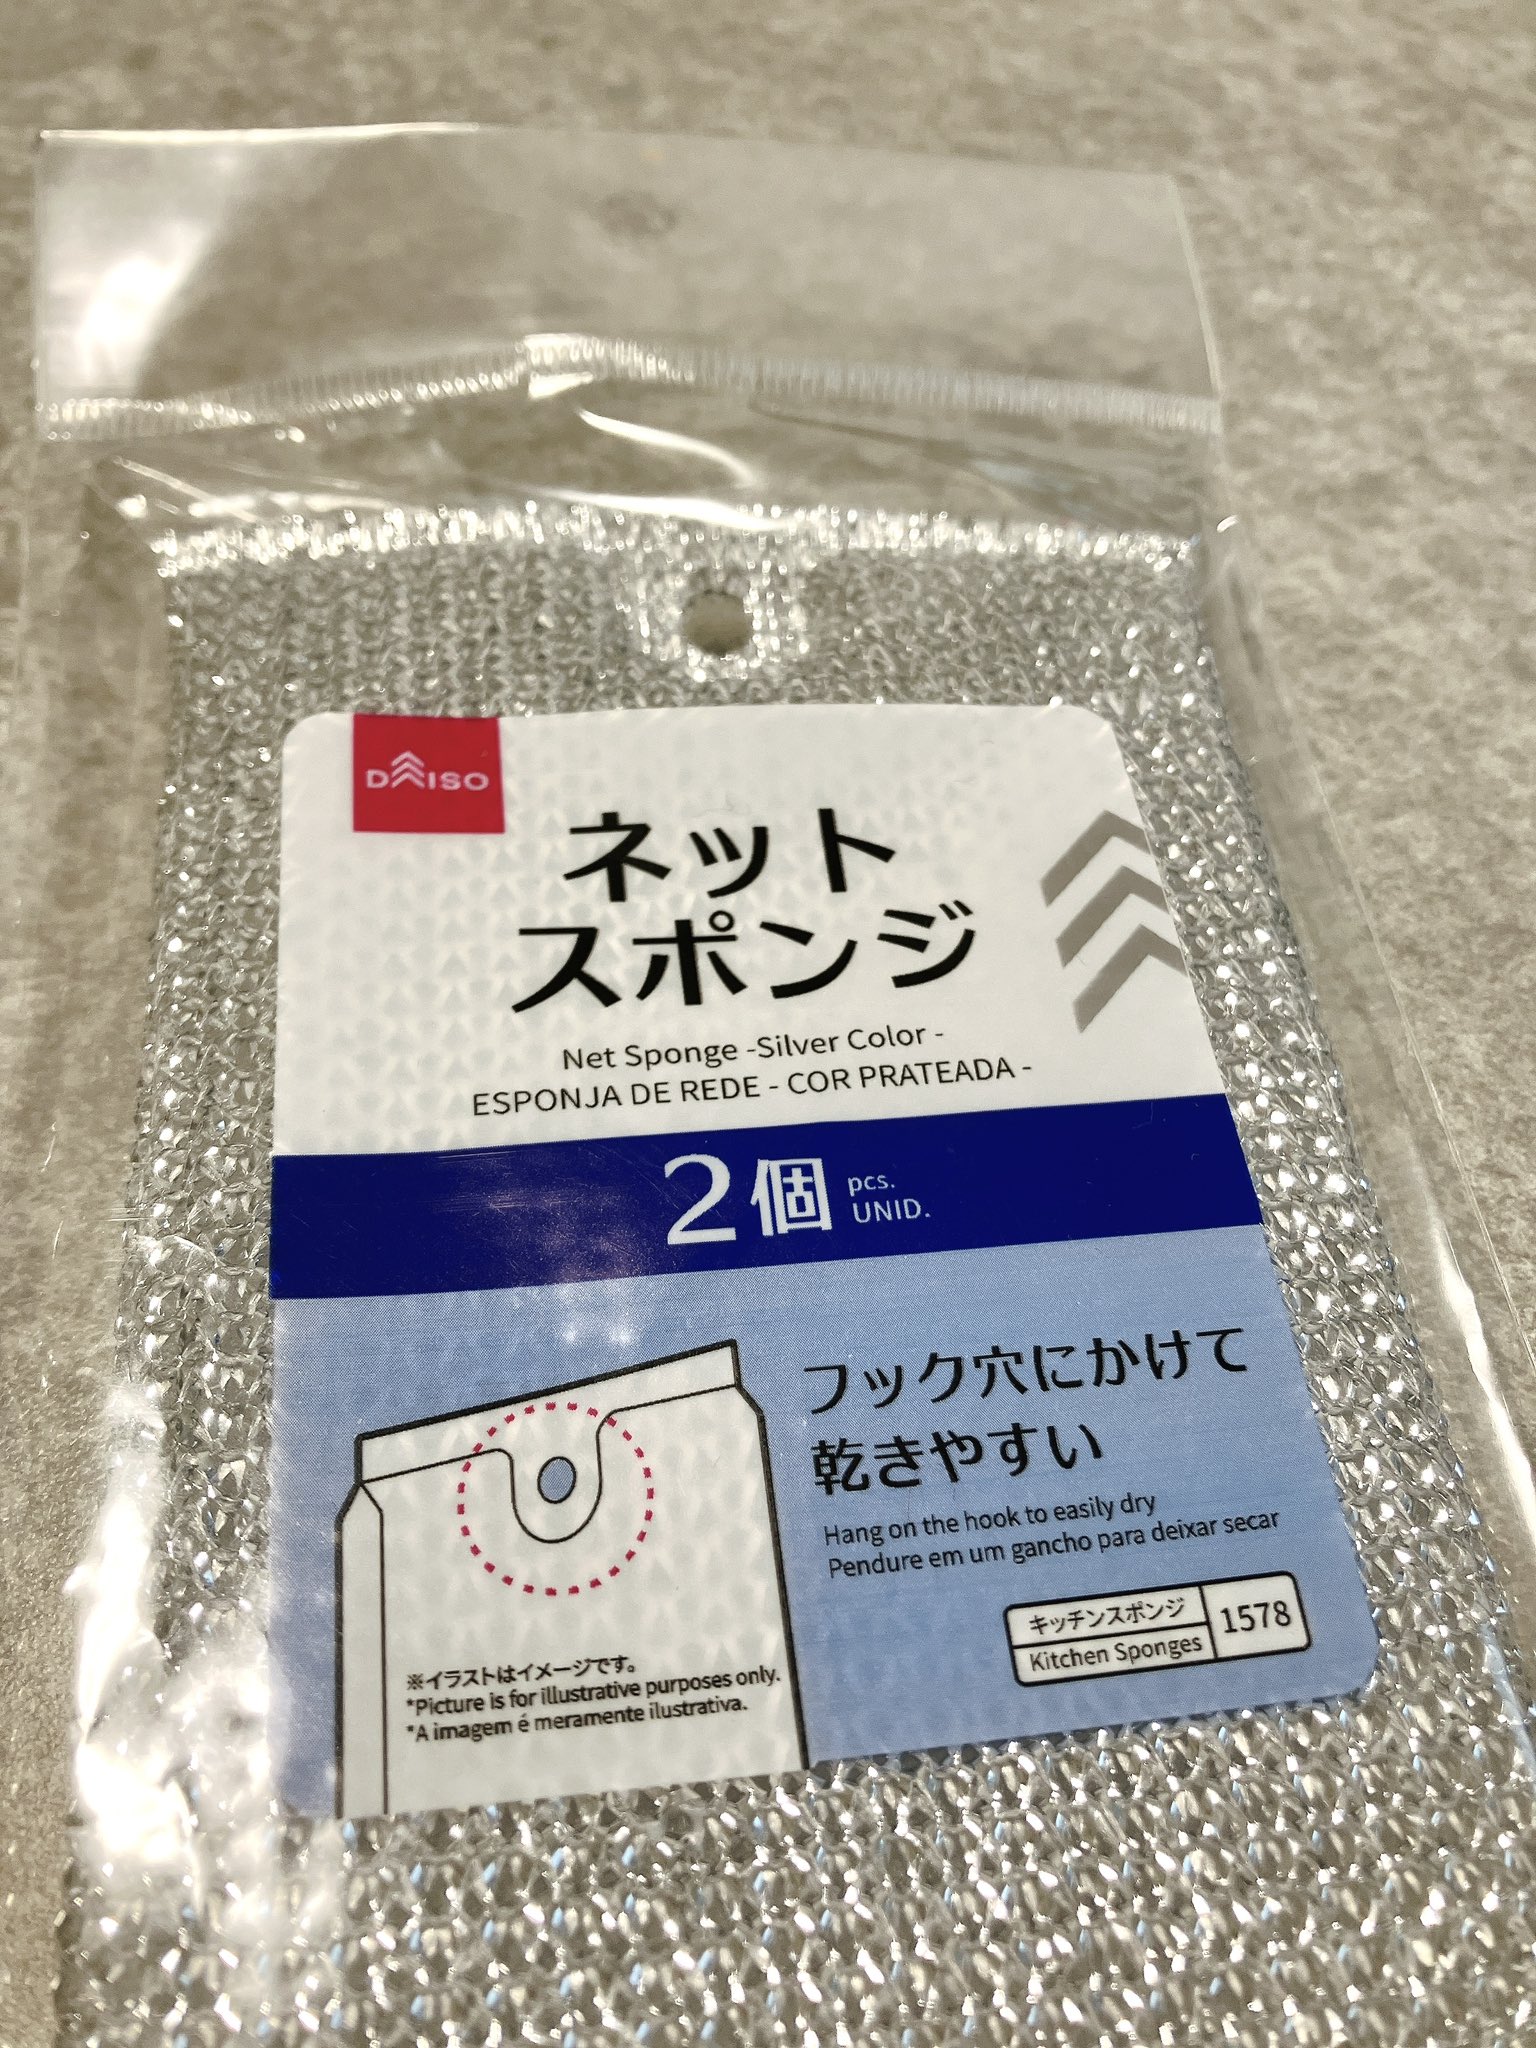 DAISO
ネット
スポンジ
Net Sponge -Silver Color -
ESPONJA DE REDE - COR PRATEADA -
2個 pcs.
UNID.
フック穴にかけて
乾きやすい
Hang on the hook to easily dry
Pendure em um gancho para deixar secar
キッチンスポンジ
Kitchen Sponges
1578
※イラストはイメージです。
*Picture is for illustrative purposes only.
*A imagem é meramente ilustrativa.